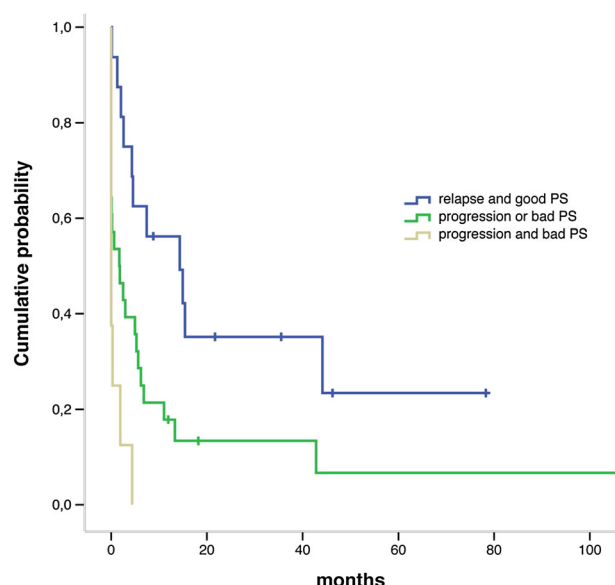 1,0
0,8
0,6
0,4
0,2
0,0
Cumulative probability
relapse and good PS
progression or bad PS
progression and bad PS
0 20 40 60 80 100
months